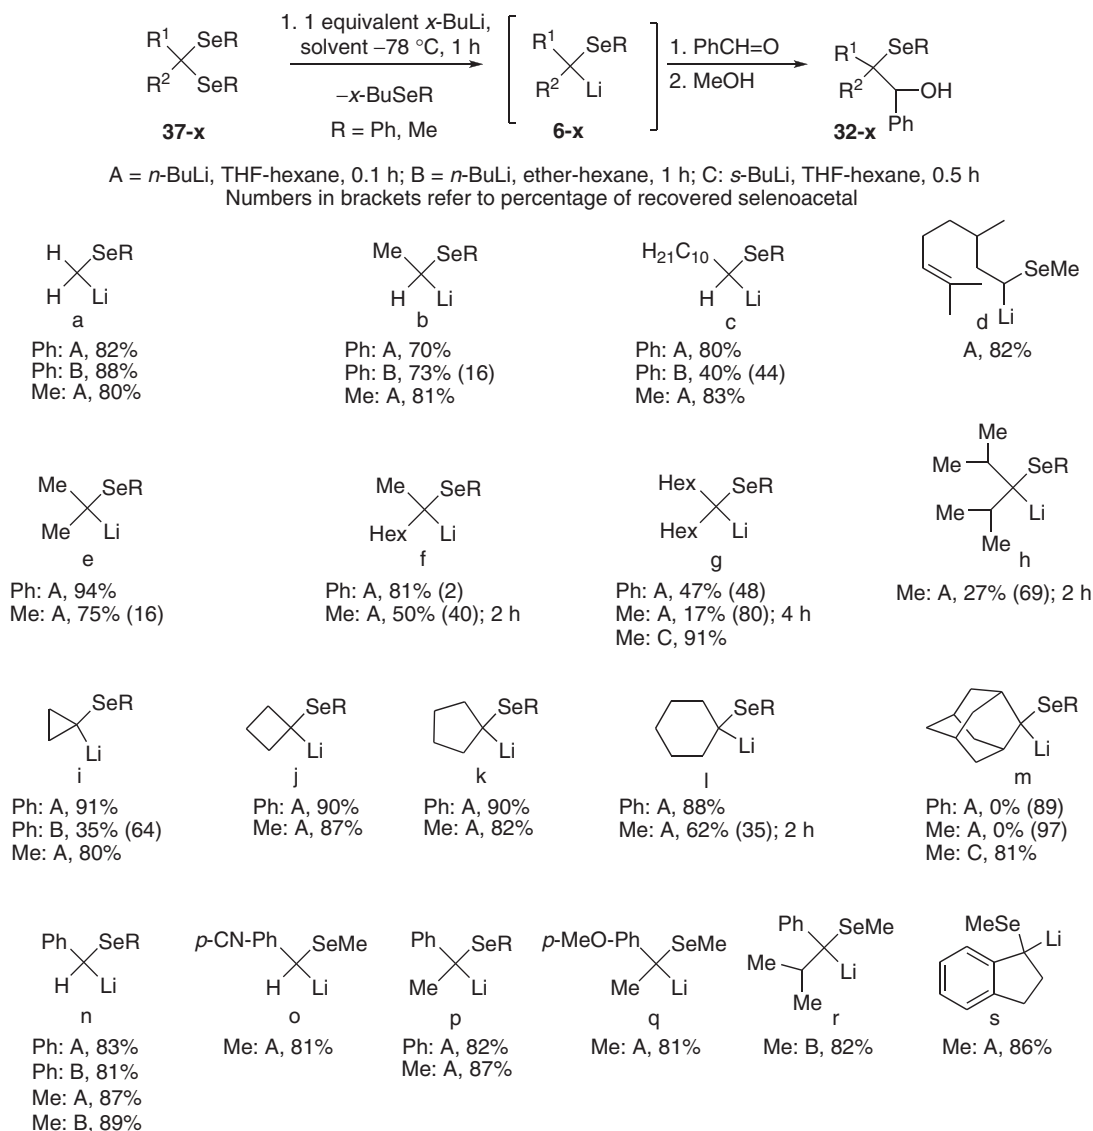 1. 1 equivalent x-BuLi,
solvent –78 °C, 1 h
–x-BuSeR
R = Ph, Me
1. PhCH=O
2. MeOH
R¹ SeR
R² SeR
37-x
R¹ SeR
R² Li
6-x
R¹ SeR
R² OH
Ph
32-x
A = n-BuLi, THF-hexane, 0.1 h; B = n-BuLi, ether-hexane, 1 h; C: s-BuLi, THF-hexane, 0.5 h
Numbers in brackets refer to percentage of recovered selenoacetal
H SeR
H Li
a
Ph: A, 82%
Ph: B, 88%
Me: A, 80%
Me SeR
H Li
b
Ph: A, 70%
Ph: B, 73% (16)
Me: A, 81%
H₂₁C₁₀ SeR
H Li
c
Ph: A, 80%
Ph: B, 40% (44)
Me: A, 83%
SeMe
d Li
A, 82%
Me SeR
Me Li
e
Ph: A, 94%
Me: A, 75% (16)
Me SeR
Hex Li
f
Ph: A, 81% (2)
Me: A, 50% (40); 2 h
Hex SeR
Hex Li
g
Ph: A, 47% (48)
Me: A, 17% (80); 4 h
Me: C, 91%
Me
Me SeR
Me Li
Me
h
Me: A, 27% (69); 2 h
SeR
Li
i
Ph: A, 91%
Ph: B, 35% (64)
Me: A, 80%
SeR
Li
j
Ph: A, 90%
Me: A, 87%
SeR
Li
k
Ph: A, 90%
Me: A, 82%
SeR
Li
l
Ph: A, 88%
Me: A, 62% (35); 2 h
SeR
Li
m
Ph: A, 0% (89)
Me: A, 0% (97)
Me: C, 81%
Ph SeR
H Li
n
Ph: A, 83%
Ph: B, 81%
Me: A, 87%
Me: B, 89%
p-CN-Ph SeMe
H Li
o
Me: A, 81%
Ph SeR
Me Li
p
Ph: A, 82%
Me: A, 87%
p-MeO-Ph SeMe
Me Li
q
Me: A, 81%
Ph SeMe
Me Li
Me
r
Me: B, 82%
MeSe Li
s
Me: A, 86%